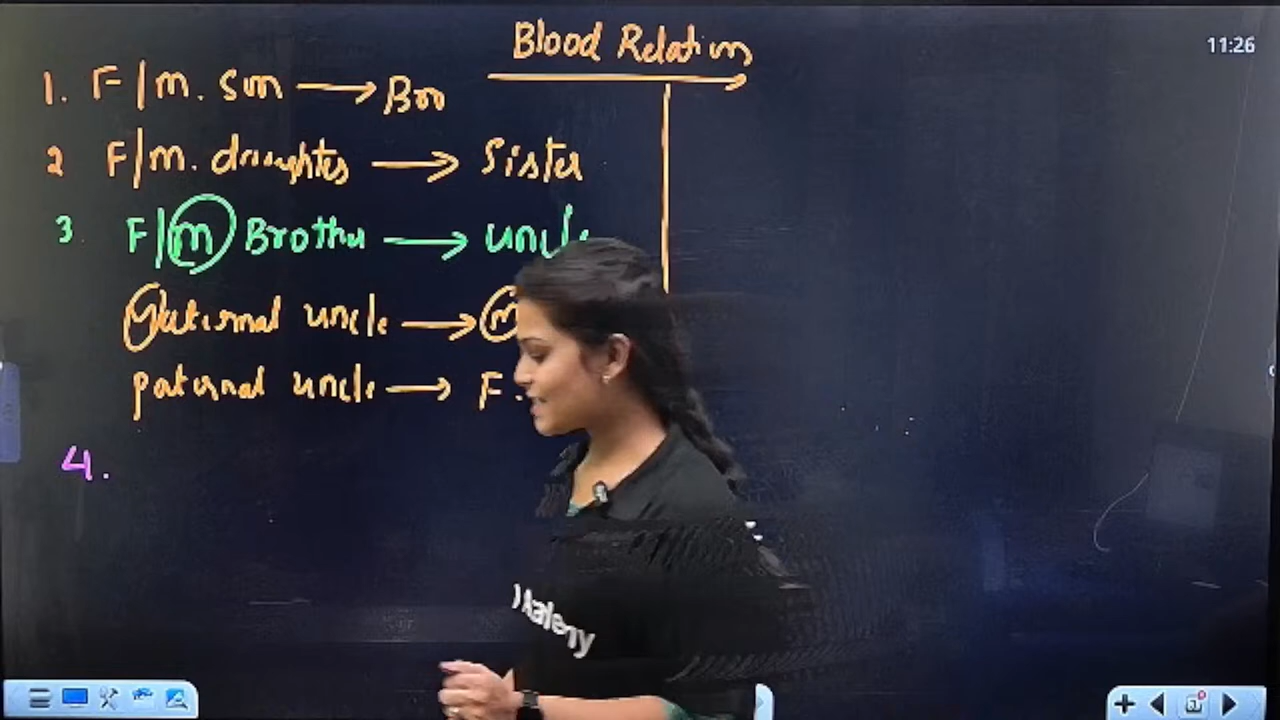 Blood Relation
11:26
1. F/m. son → Bro
2 F/m. daughter → Sister
3. F/m Brother → uncle
maternal uncle → m
paternal uncle → F.
4.